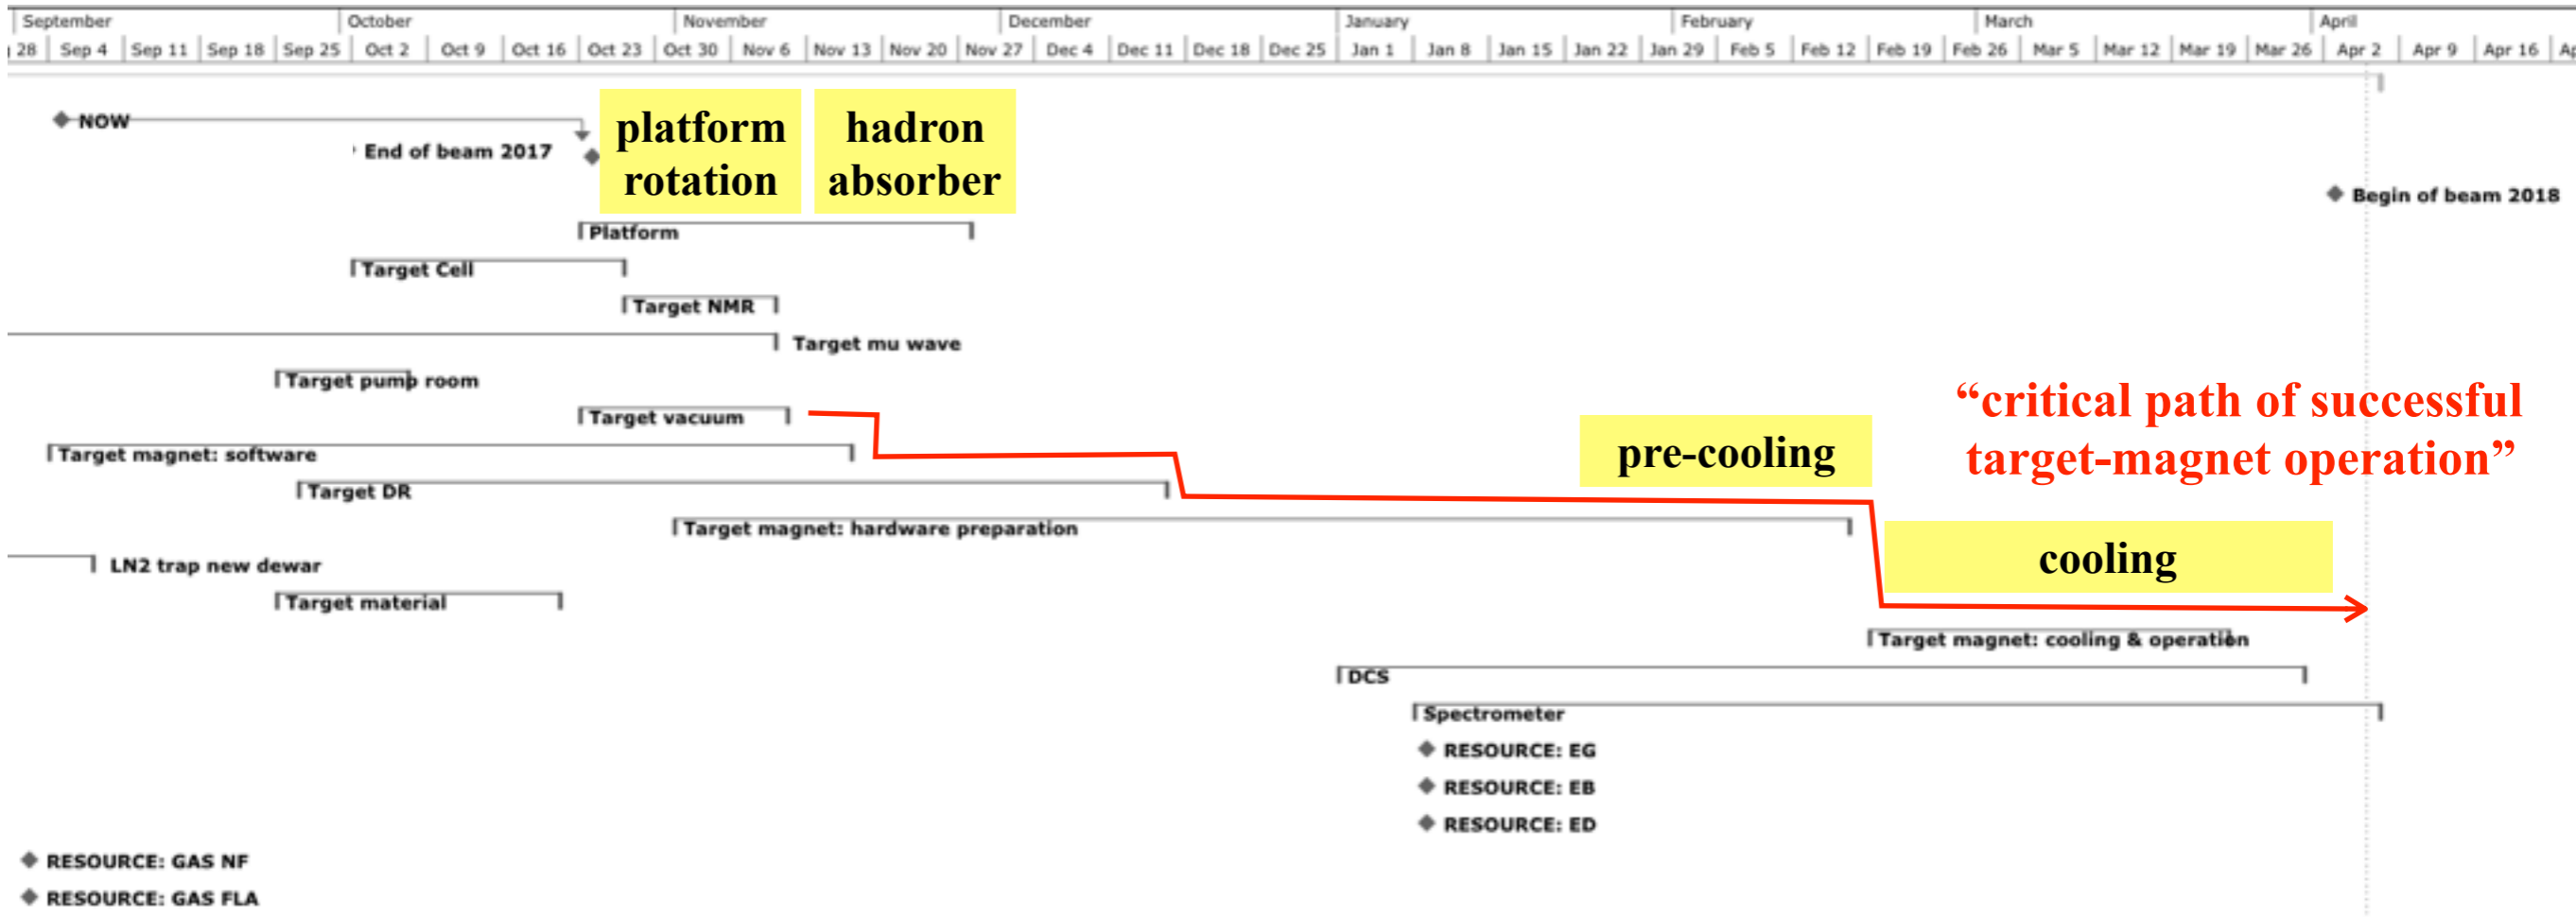 September October November December January February March April
28 Sep 4 Sep 11 Sep 18 Sep 25 Oct 2 Oct 9 Oct 16 Oct 23 Oct 30 Nov 6 Nov 13 Nov 20 Nov 27 Dec 4 Dec 11 Dec 18 Dec 25 Jan 1 Jan 8 Jan 15 Jan 22 Jan 29 Feb 5 Feb 12 Feb 19 Feb 26 Mar 5 Mar 12 Mar 19 Mar 26 Apr 2 Apr 9 Apr 16
NOW
End of beam 2017
platform
rotation
hadron
absorber
Begin of beam 2018
Platform
Target Cell
Target NMR
Target mu wave
Target pump room
Target vacuum
“critical path of successful
target-magnet operation”
pre-cooling
Target magnet: software
Target DR
Target magnet: hardware preparation
cooling
LN2 trap new dewar
Target material
Target magnet: cooling & operation
DCS
Spectrometer
RESOURCE: EG
RESOURCE: EB
RESOURCE: ED
RESOURCE: GAS NF
RESOURCE: GAS FLA